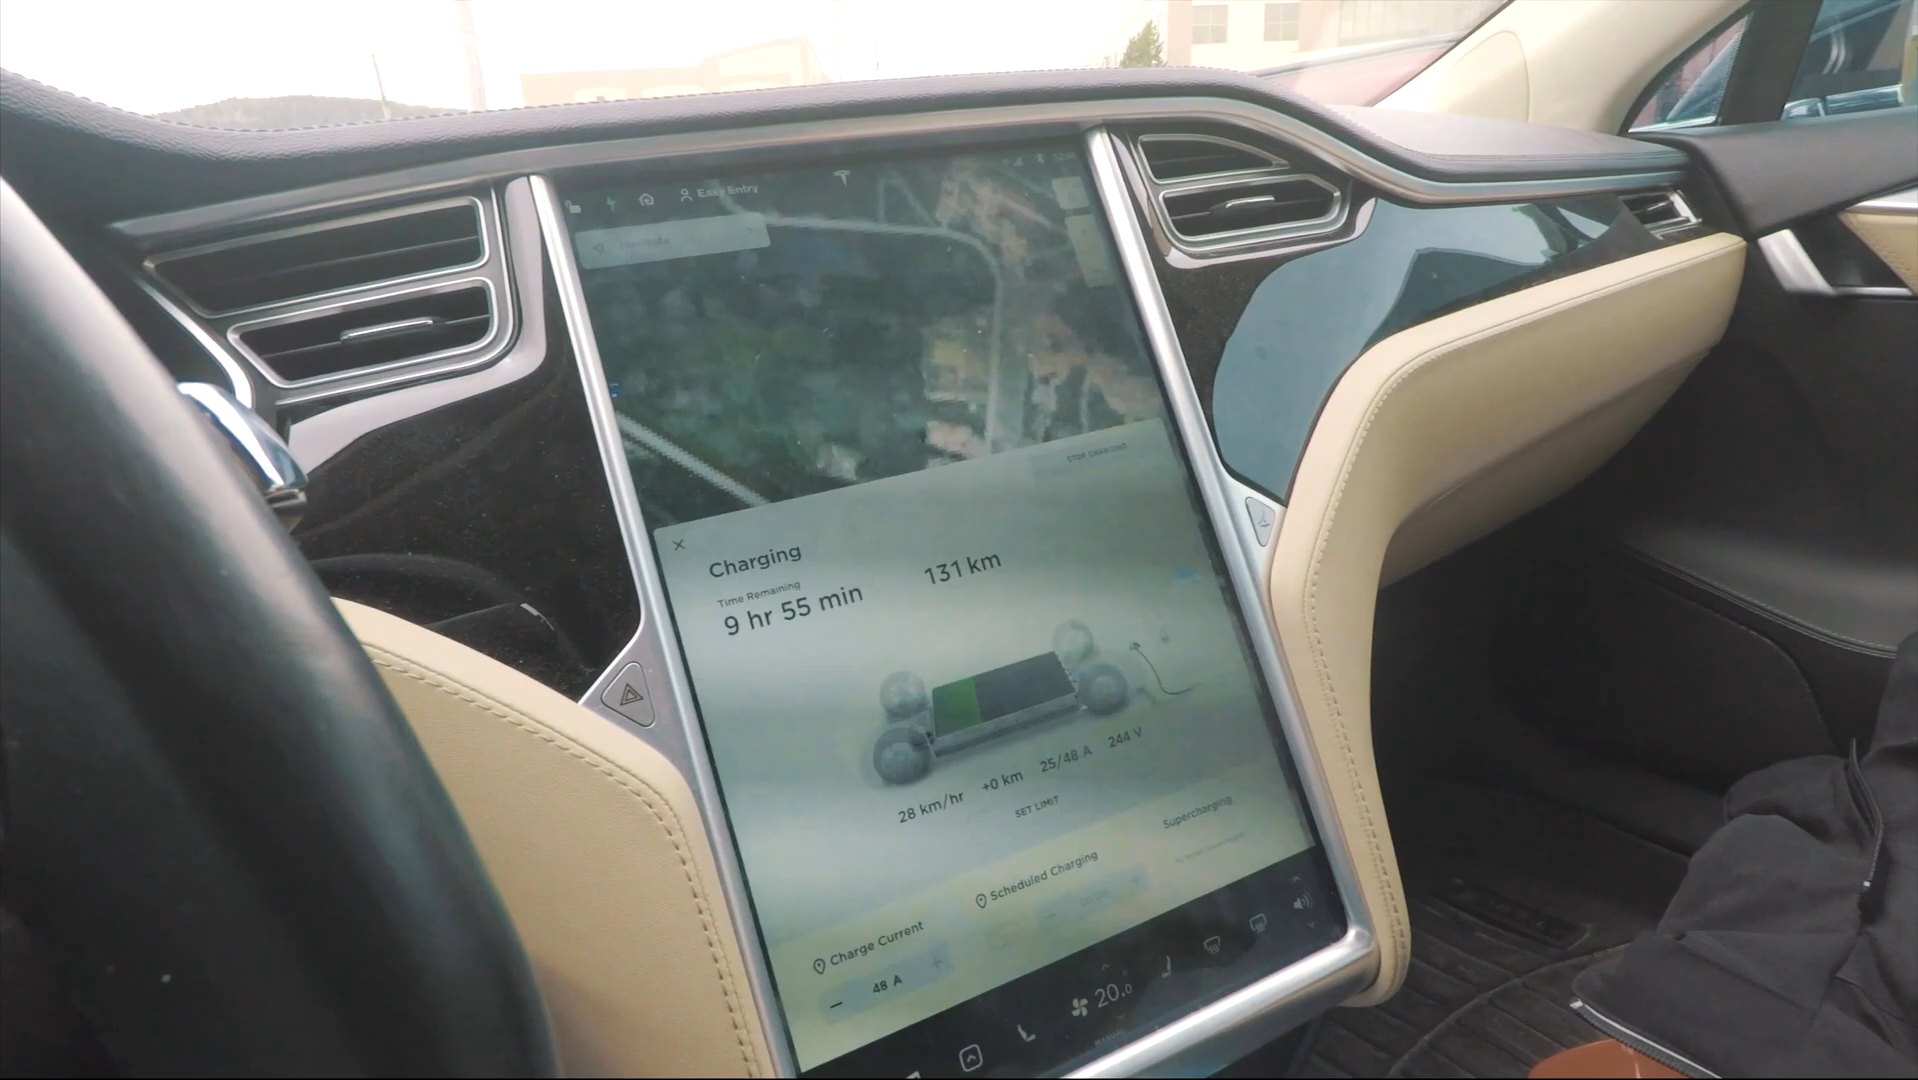 Easy Entry
STOP CHARGING
Charging
Time Remaining
9 hr 55 min
131 km
28 km/hr
+0 km
25/48 A
244 V
SET LIMIT
Supercharging
Scheduled Charging
Charge Current
48 A
20.0